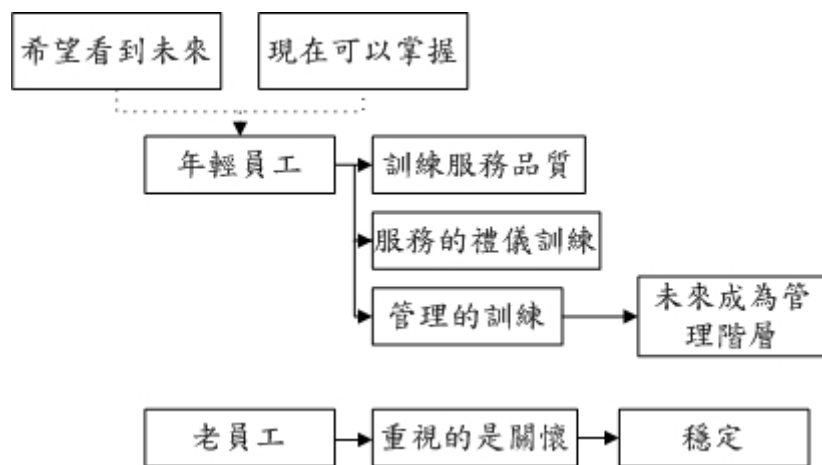 希望看到未來
現在可以掌握
年輕員工
訓練服務品質
服務的禮儀訓練
管理的訓練
未來成為管
理階層
老員工
重視的是關懷
穩定